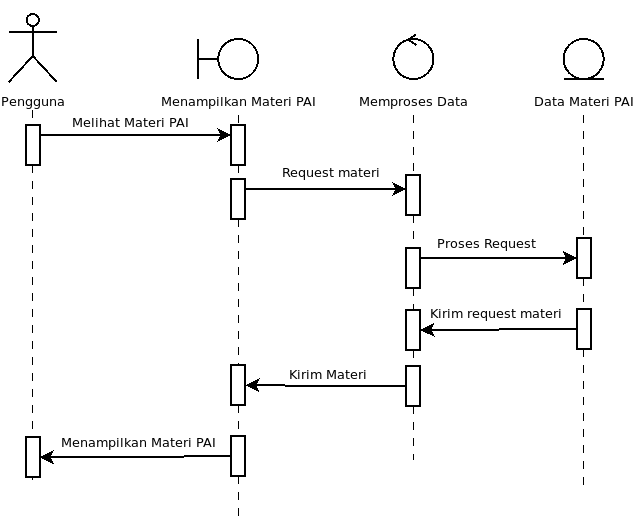 Pengguna
Menampilkan Materi PAI
Memproses Data
Data Materi PAI
Melihat Materi PAI
Request materi
Proses Request
Kirim request materi
Kirim Materi
Menampilkan Materi PAI